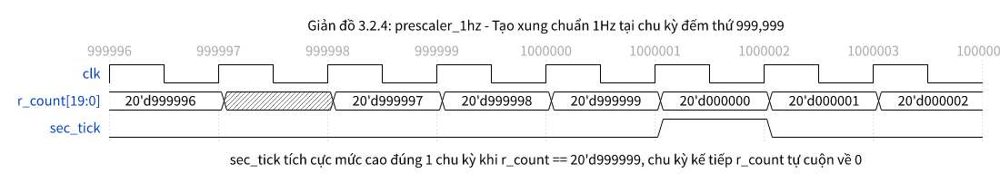 Giản đồ 3.2.4: prescaler_1hz - Tạo xung chuẩn 1Hz tại chu kỳ đếm thứ 999,999
999996 999997 999998 999999 1000000 1000001 1000002 1000003 100000
clk
r_count[19:0] 20'd999996 20'd999997 20'd999998 20'd999999 20'd000000 20'd000001 20'd000002
sec_tick
sec_tick tích cực mức cao đúng 1 chu kỳ khi r_count == 20'd999999, chu kỳ kế tiếp r_count tự cuộn về 0